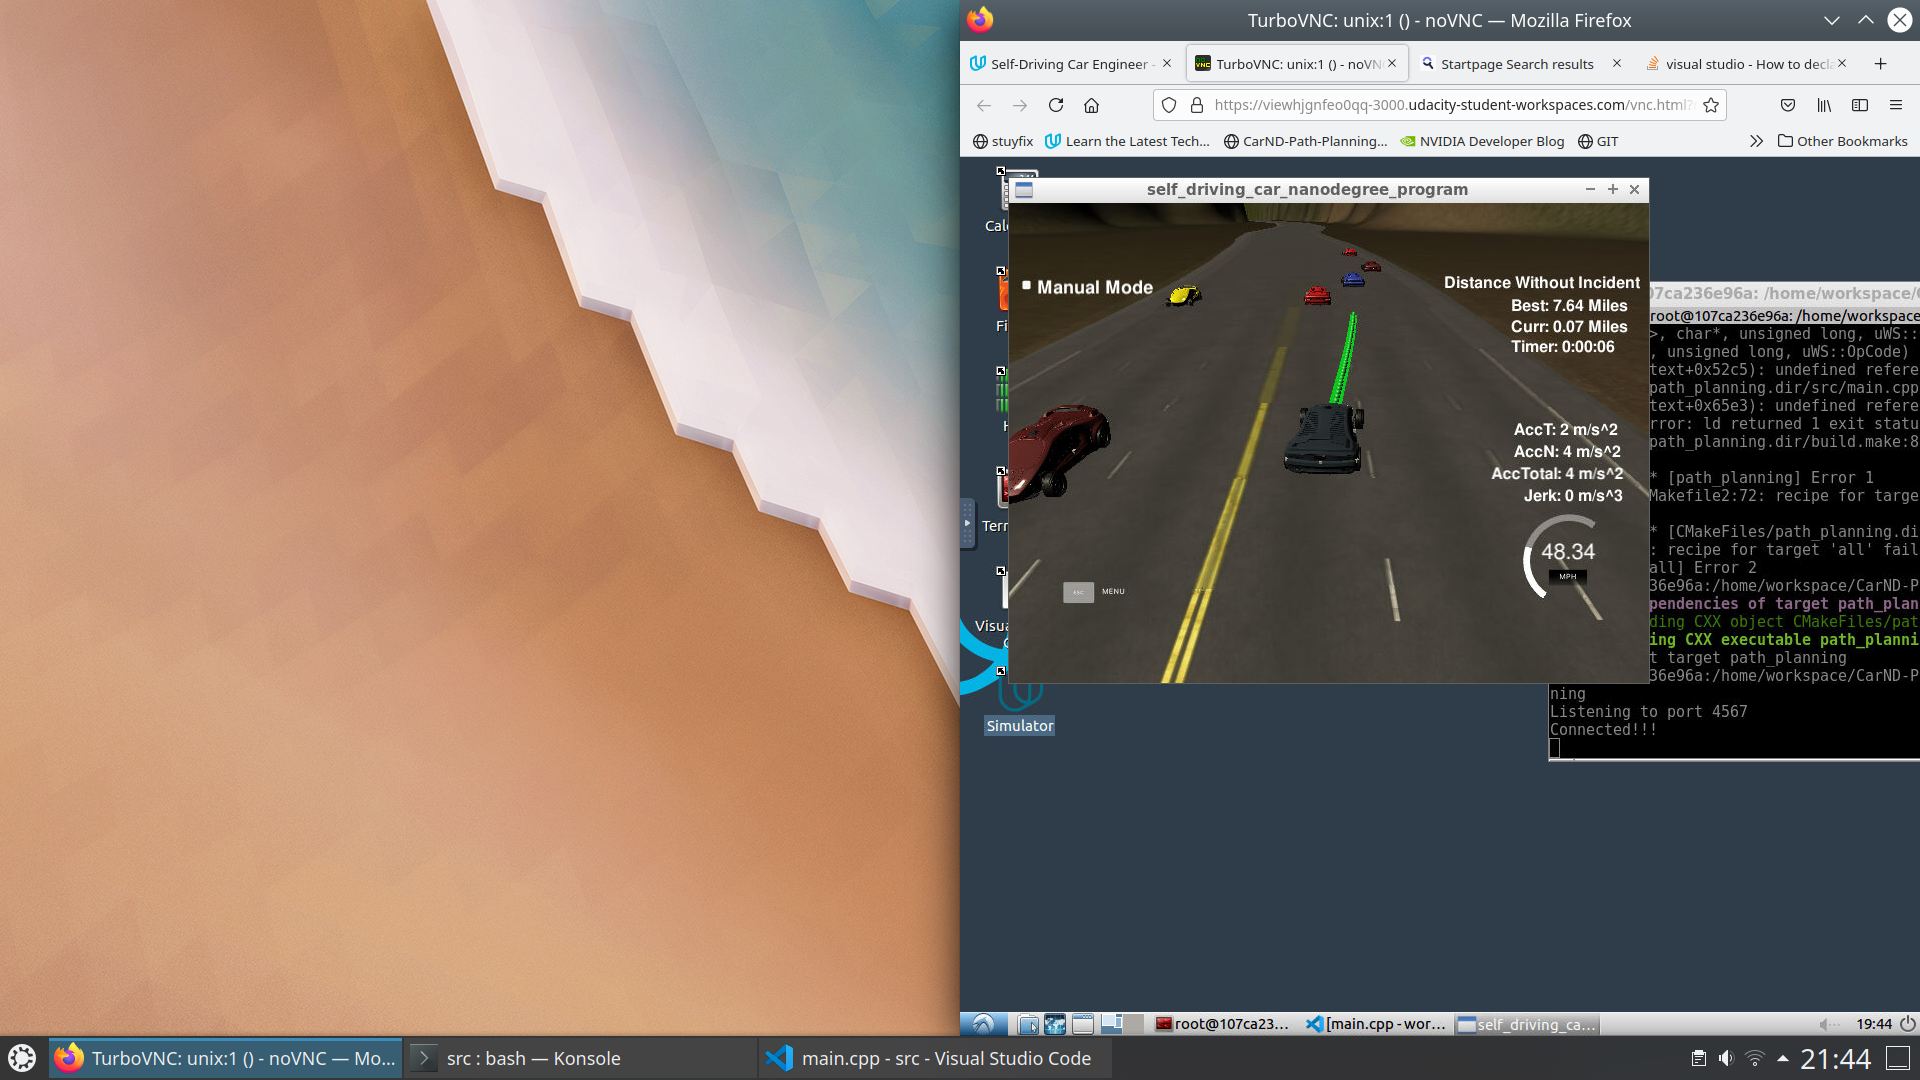 TurboVNC: unix:1 () - noVNC — Mozilla Firefox
Self-Driving Car Engineer -
TurboVNC: unix:1 () - noVN
Startpage Search results
visual studio - How to decla
https://viewhjgnfeo0qq-3000.udacity-student-workspaces.com/vnc.html?
stuyfix
Learn the Latest Tech...
CarND-Path-Planning...
NVIDIA Developer Blog
GIT
Other Bookmarks
self_driving_car_nanodegree_program
Manual Mode
Distance Without Incident
Best: 7.64 Miles
Curr: 0.07 Miles
Timer: 0:00:06
AccT: 2 m/s^2
AccN: 4 m/s^2
AccTotal: 4 m/s^2
Jerk: 0 m/s^3
48.34
MPH
ESC
MENU
Simulator
07ca236e96a: /home/workspace/C
root@107ca236e96a: /home/workspace
>, char*, unsigned long, uWS::
, unsigned long, uWS::OpCode)
text+0x52c5): undefined refere
path_planning.dir/src/main.cpp
text+0x65e3): undefined refere
rror: ld returned 1 exit statu
path_planning.dir/build.make:8
* [path_planning] Error 1
Makefile2:72: recipe for targe
* [CMakeFiles/path_planning.di
: recipe for target 'all' fail
all] Error 2
36e96a:/home/workspace/CarND-P
pendencies of target path_plan
ding CXX object CMakeFiles/pat
ing CXX executable path_planni
t target path_planning
36e96a:/home/workspace/CarND-P
ning
Listening to port 4567
Connected!!!
root@107ca23...
[main.cpp - wor...
self_driving_ca...
19:44
TurboVNC: unix:1 () - noVNC — Mo...
src : bash — Konsole
main.cpp - src - Visual Studio Code
21:44